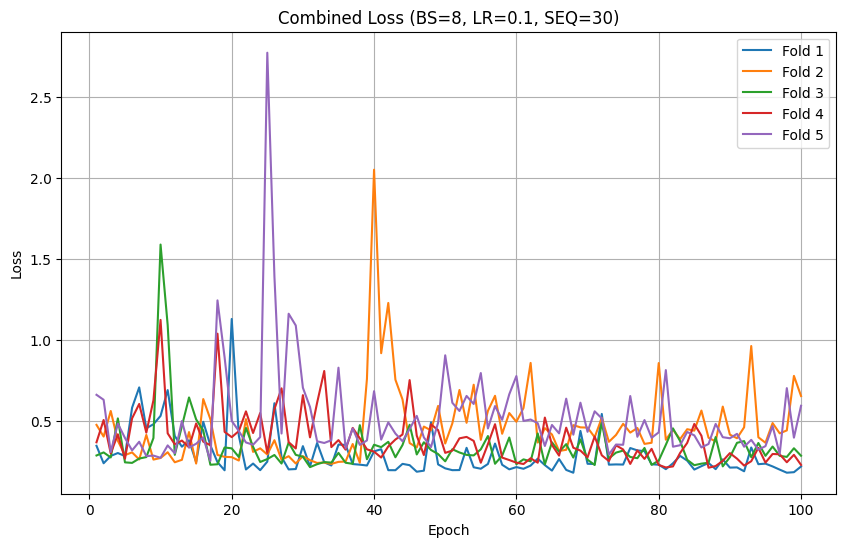 Combined Loss (BS=8, LR=0.1, SEQ=30)
Fold 1
Fold 2
Fold 3
Fold 4
Fold 5
2.5
2.0
1.5
1.0
0.5
Loss
0 20 40 60 80 100
Epoch